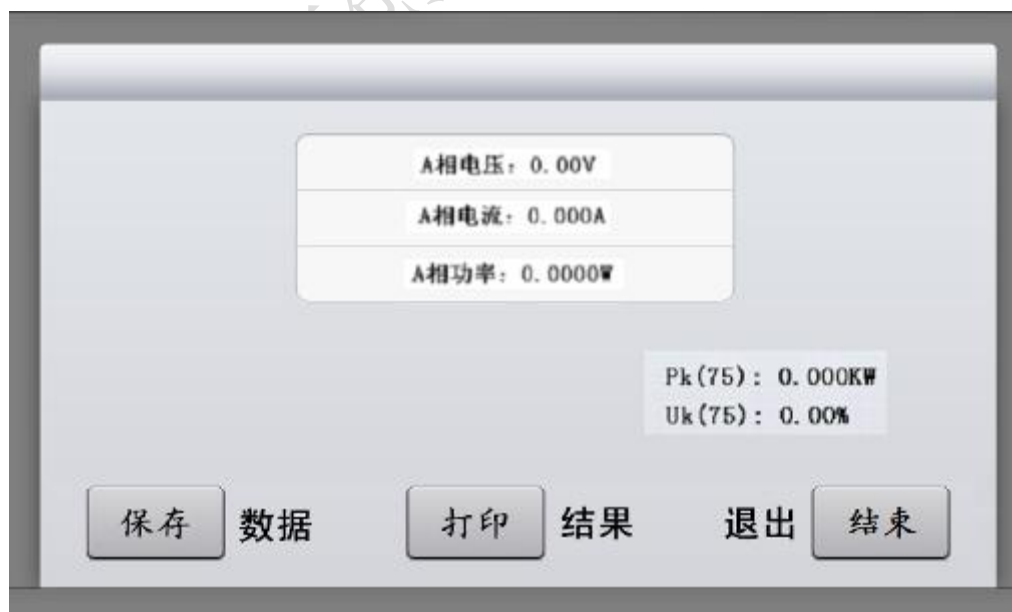 A相电压: 0.00V
A相电流: 0.000A
A相功率: 0.0000W
Pk(75): 0.000KW
Uk(75): 0.00%
保存 数据 打印 结果 退出 结束